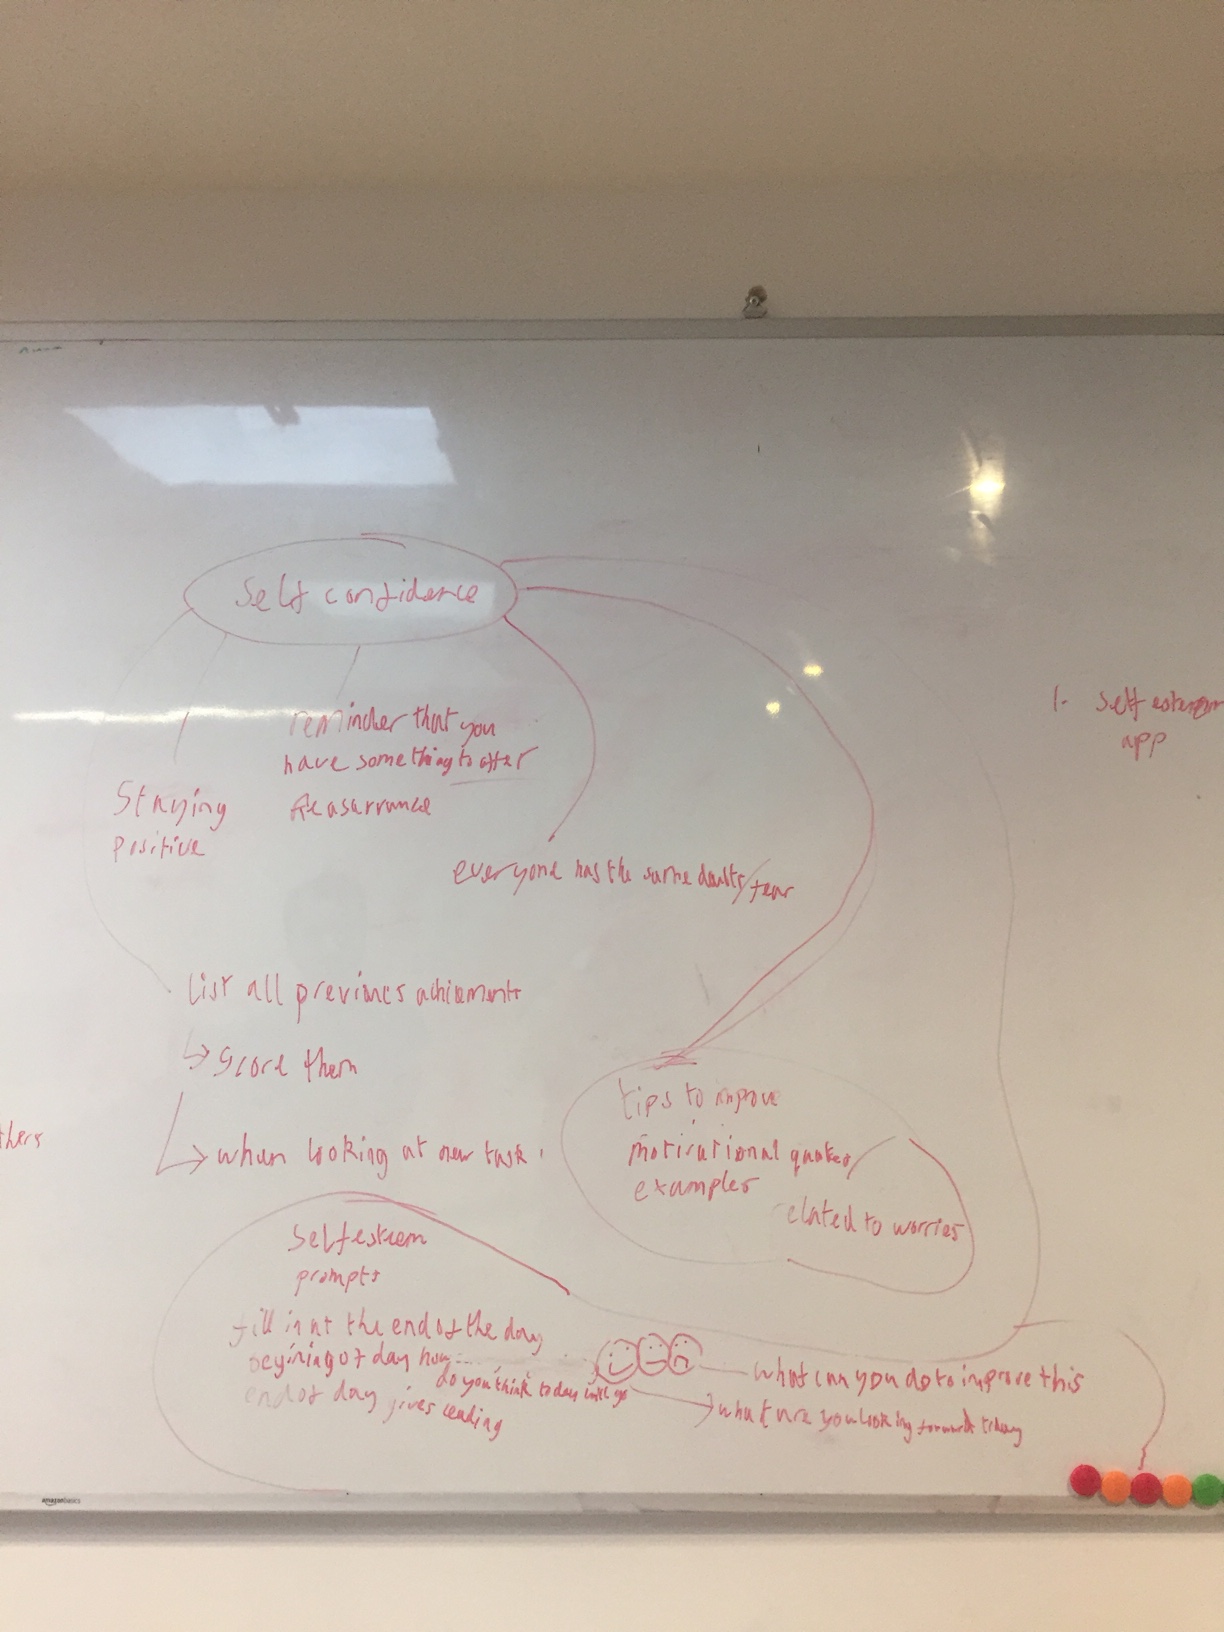 self confidence
reminder that you
have something to offer
Reasurrance
Staying
positive
everyone has the same doubts/fear
1. self esteem
app
List all previous achiements
score them
when looking at new task.
thers
tips to improve
motivational quotes/
examples
related to worries
Self esteem
prompts
fill in at the end of the day
begining of day how
do you think today will go
end of day gives reading
what can you do to improve this
what are you looking forward today
amazonbasics